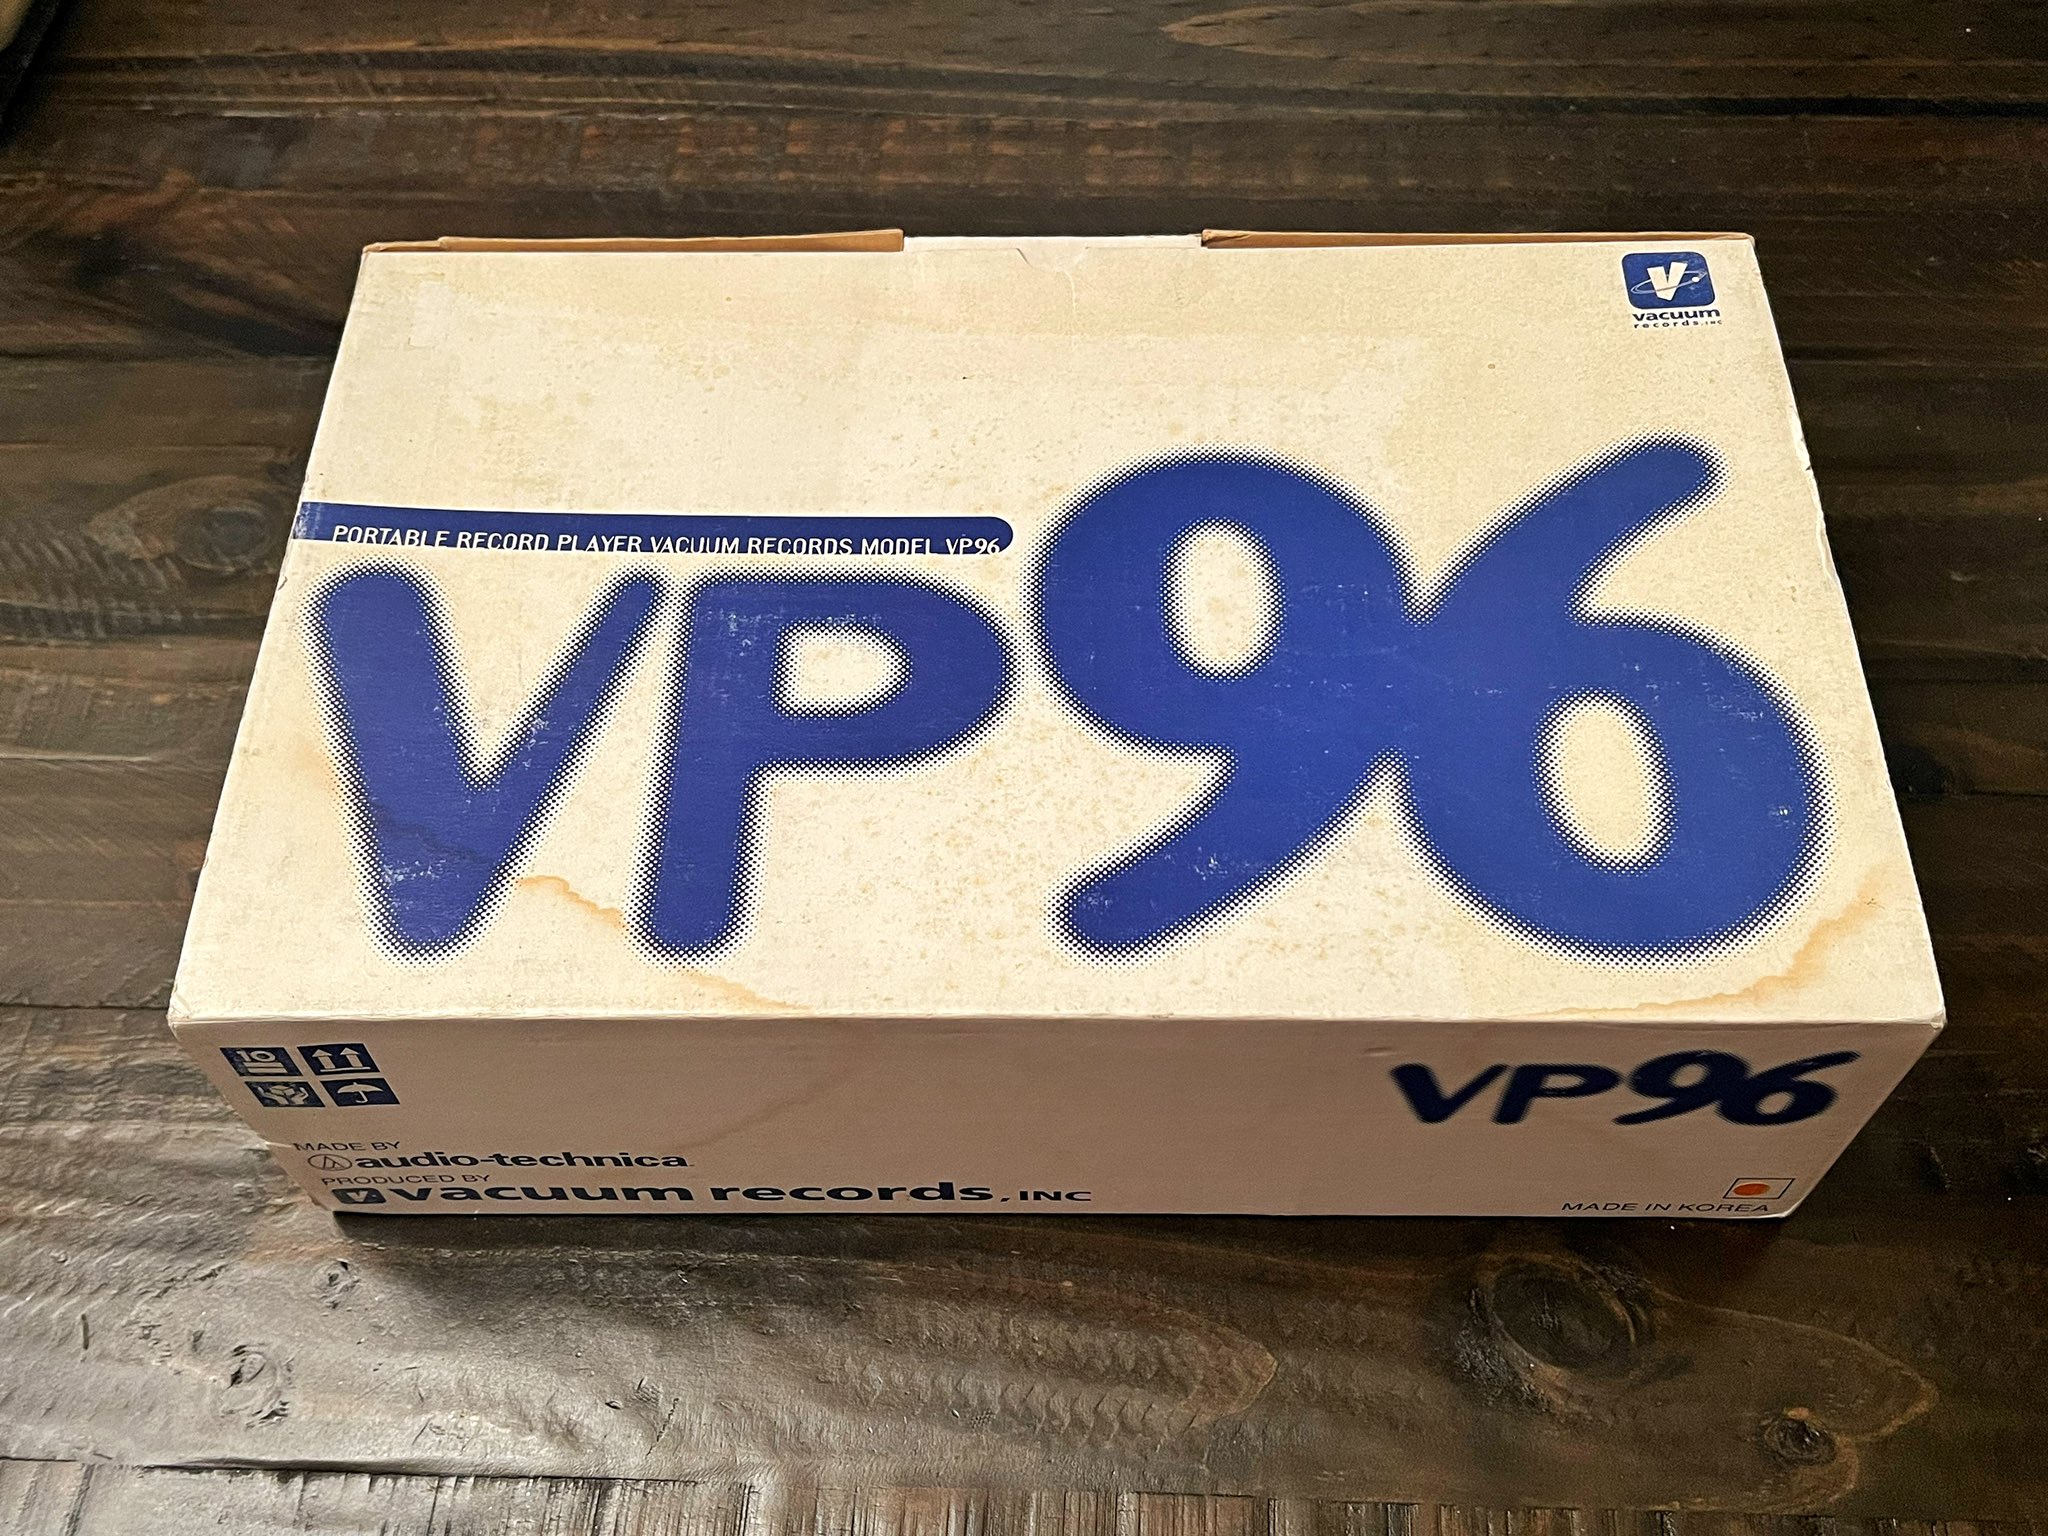 V
vacuum
records.INC
PORTABLE RECORD PLAYER VACUUM RECORDS MODEL VP96
VP96
10
VP96
MADE BY
audio-technica
PRODUCED BY
V vacuum records, INC
MADE IN KOREA